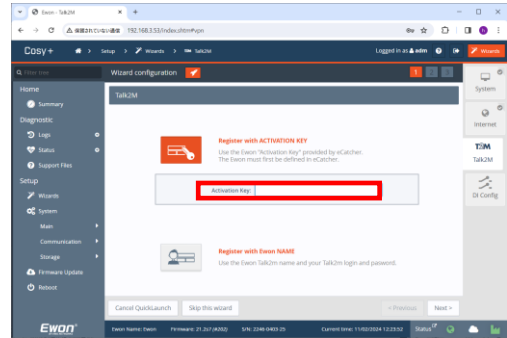 Ewon - Talk2M
保護されていない通信 192.168.3.53/index.shtm#vpn
Cosy+ Setup > Wizards > Talk2M Logged in as adm Wizards
Filter tree Wizard configuration 1 2 3
Home
Summary
Diagnostic
Logs
Status
Support Files
Setup
Wizards
System
Main
Communication
Storage
Firmware Update
Reboot
Talk2M
Register with ACTIVATION KEY
Use the Ewon "Activation Key" provided by eCatcher.
The Ewon must first be defined in eCatcher.
Activation Key:
Register with Ewon NAME
Use the Ewon Talk2m name and your Talk2m login and password.
Cancel QuickLaunch Skip this wizard < Previous Next >
System
Internet
T2M
Talk2M
DI Config
Ewon Ewon Name: Ewon Firmware: 21.2s7 (#202) S/N: 2246-0403-25 Current time: 11/02/2024 12:23:52 Status